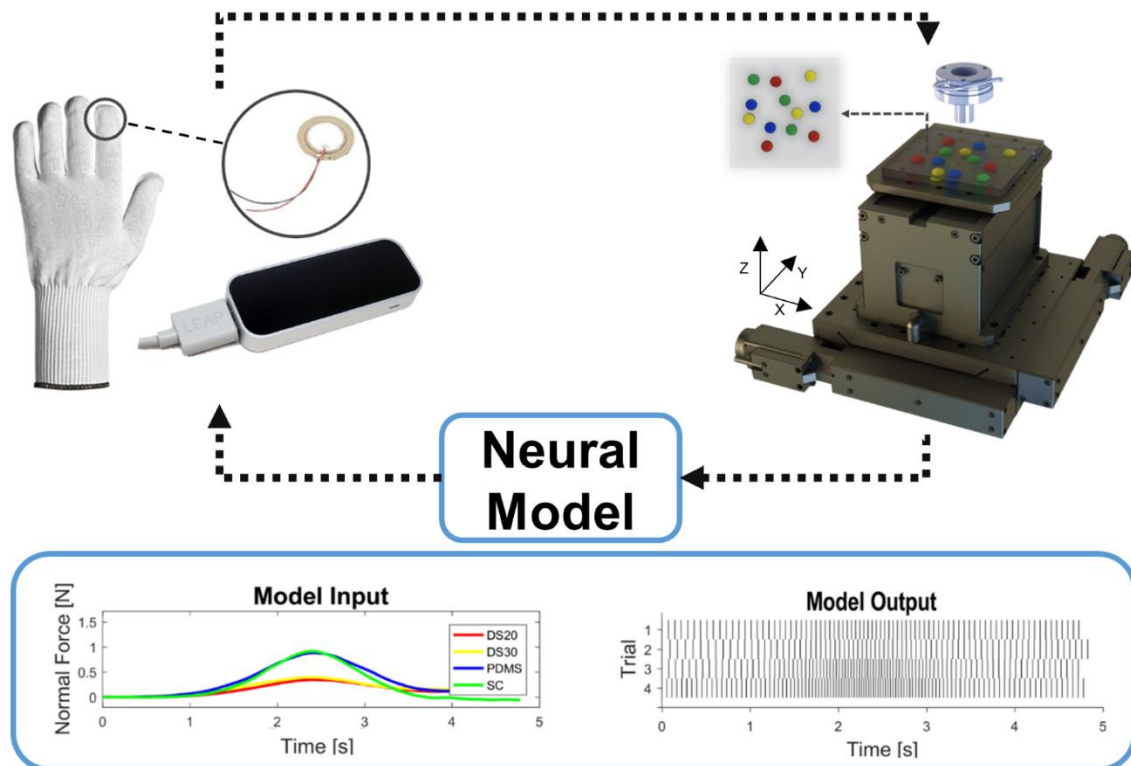 LEAP
Z
Y
X
Neural
Model
Model Input
Normal Force [N]
1.5
1
0.5
0
DS20
DS30
PDMS
SC
0
1
2
3
4
5
Time [s]
Model Output
Trial
1
2
3
4
0
1
2
3
4
5
Time [s]